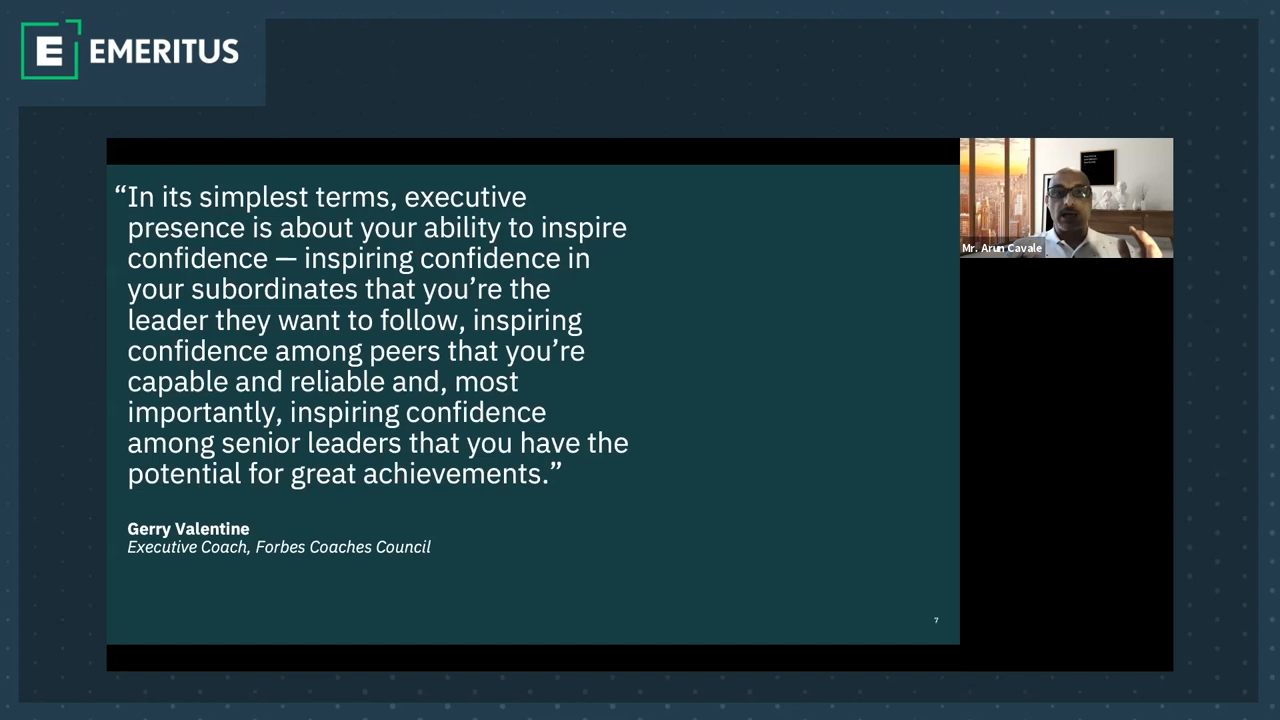 E EMERITUS
“In its simplest terms, executive
presence is about your ability to inspire
confidence — inspiring confidence in
your subordinates that you’re the
leader they want to follow, inspiring
confidence among peers that you’re
capable and reliable and, most
importantly, inspiring confidence
among senior leaders that you have the
potential for great achievements.”
Gerry Valentine
Executive Coach, Forbes Coaches Council
7
Mr. Arun Cavale